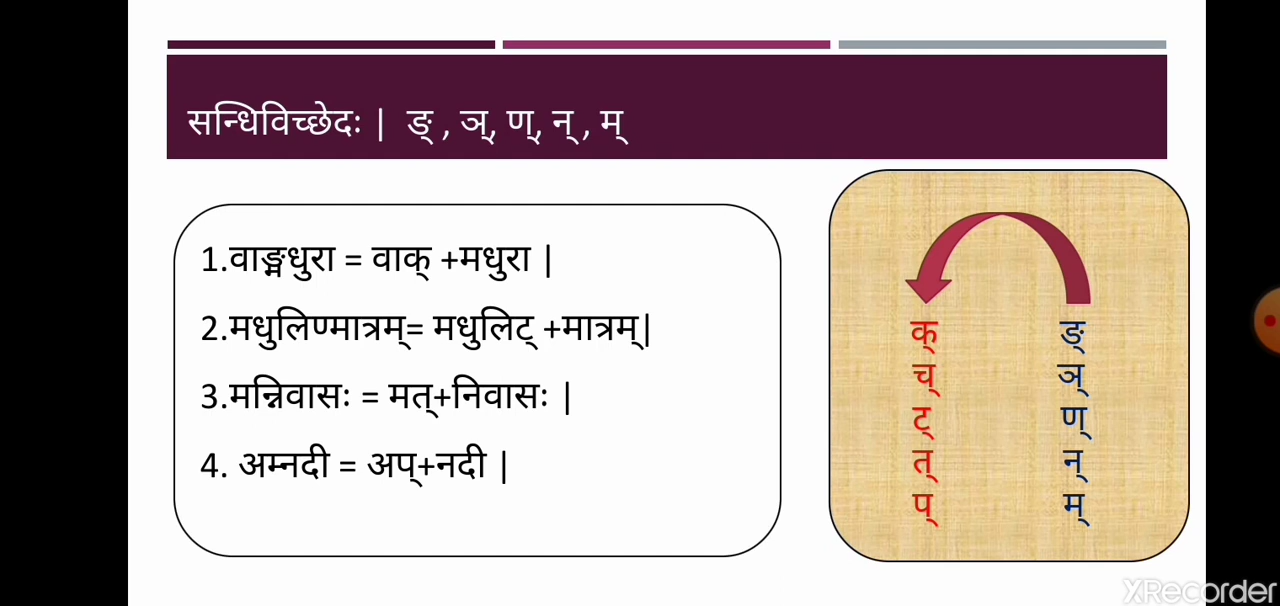 सन्धिविच्छेदः | ङ् , ञ्, ण्, न् , म्
1.वाङ्मधुरा = वाक् +मधुरा |
2.मधुलिण्मात्रम्= मधुलिट् +मात्रम्|
3.मन्निवासः = मत्+निवासः |
4. अम्नदी = अप्+नदी |
क् ङ्
च् ञ्
ट् ण्
त् न्
प् म्
XRecorder